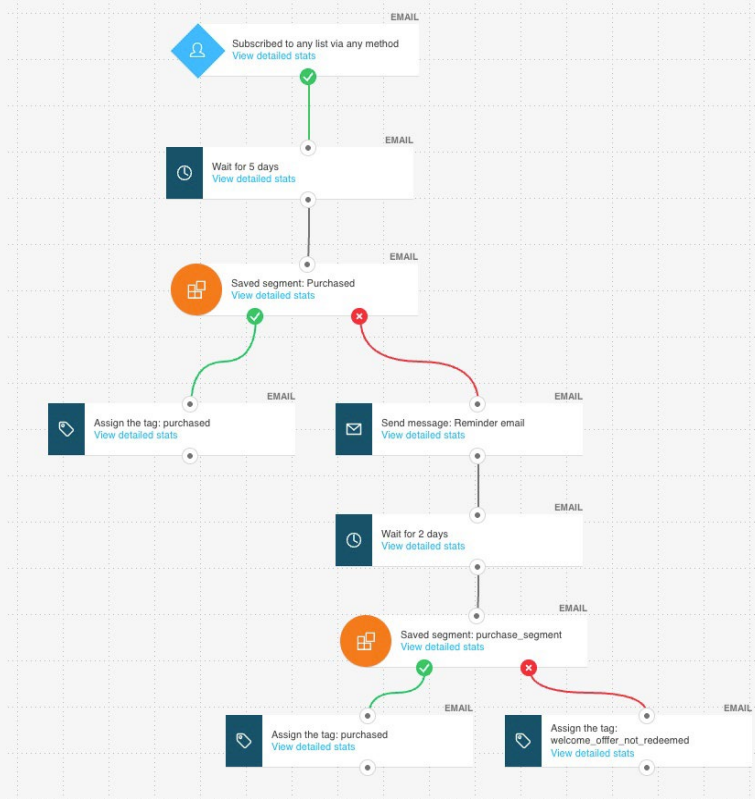 EMAIL
Subscribed to any list via any method
View detailed stats
EMAIL
Wait for 5 days
View detailed stats
EMAIL
Saved segment: Purchased
View detailed stats
EMAIL
Assign the tag: purchased
View detailed stats
EMAIL
Send message: Reminder email
View detailed stats
EMAIL
Wait for 2 days
View detailed stats
EMAIL
Saved segment: purchase_segment
View detailed stats
EMAIL
Assign the tag: purchased
View detailed stats
EMAIL
Assign the tag:
welcome_offfer_not_redeemed
View detailed stats